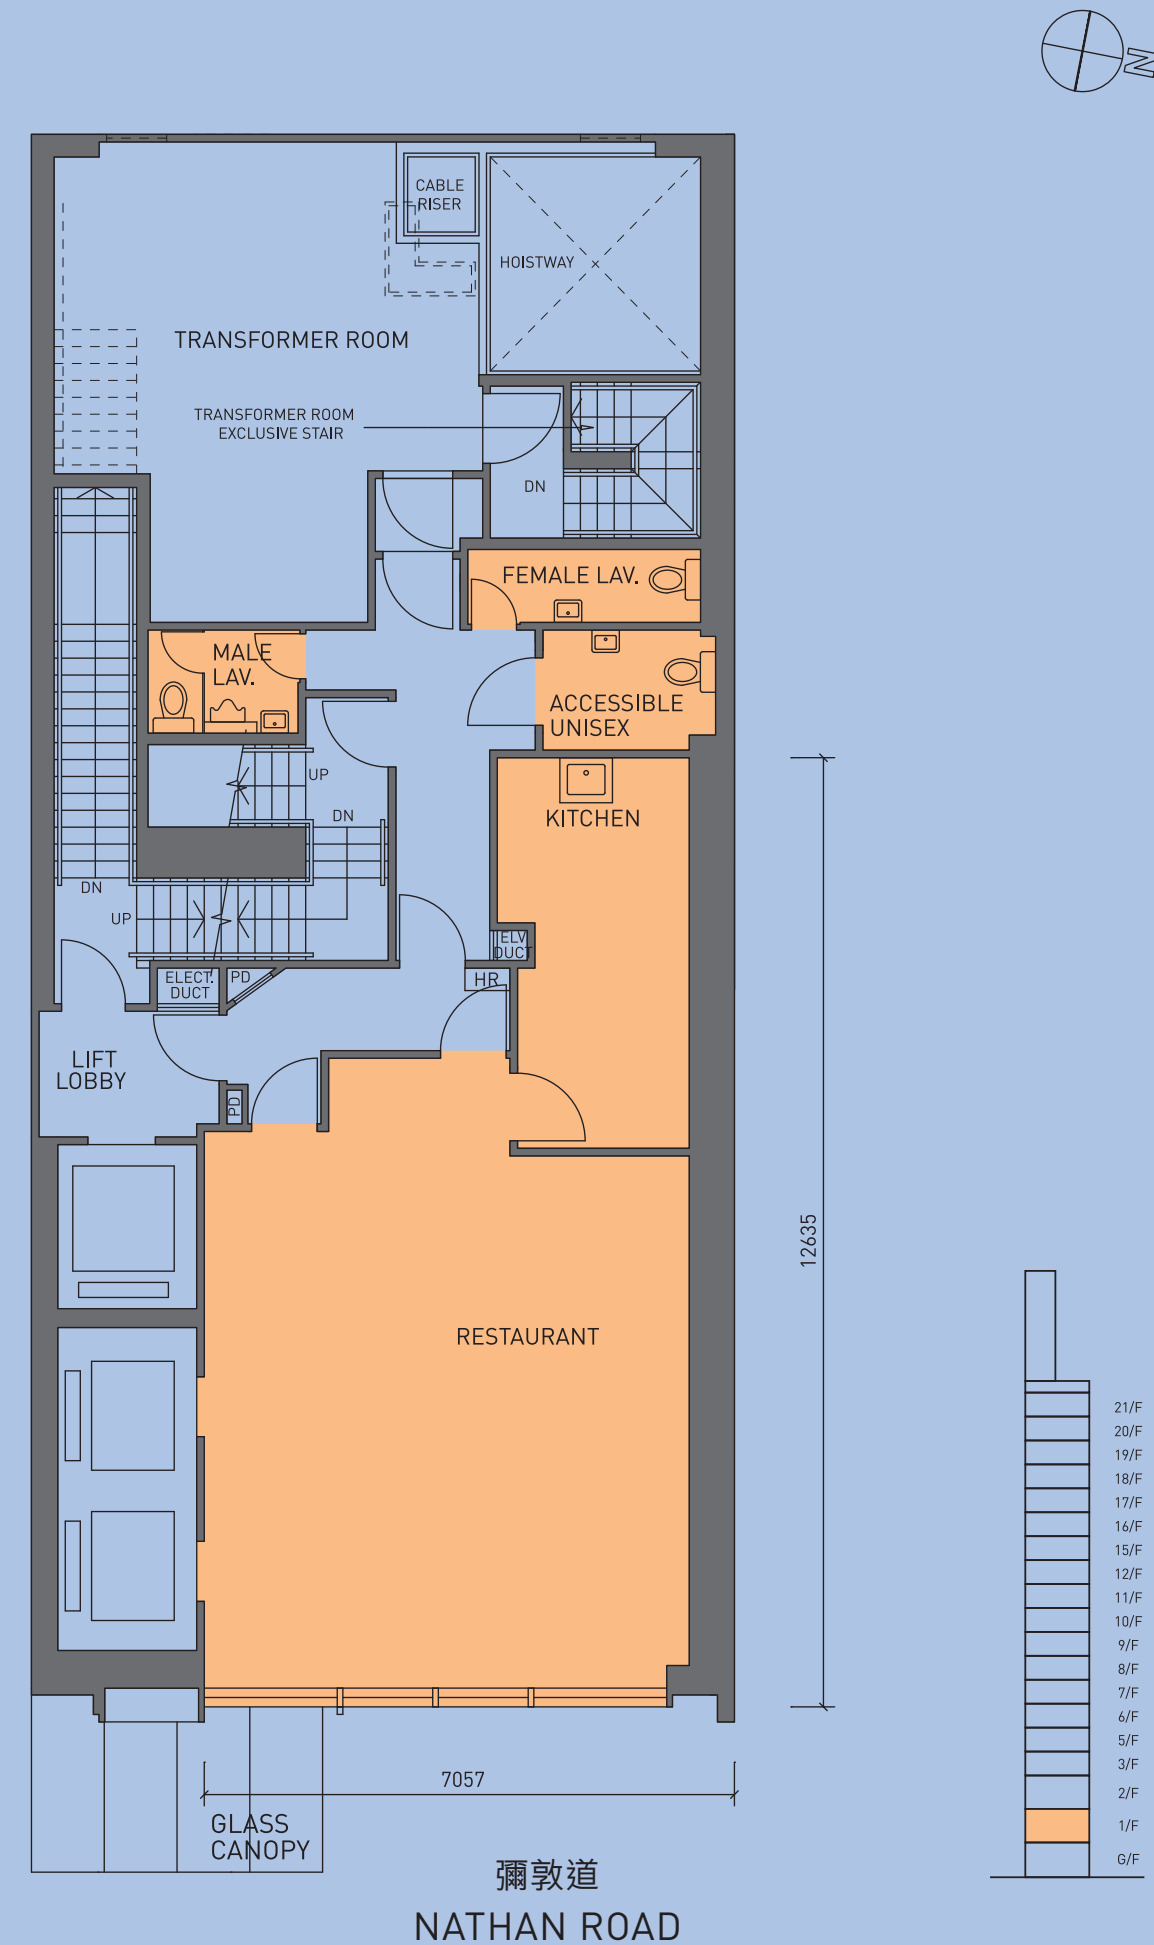 N
CABLE
RISER
HOISTWAY
TRANSFORMER ROOM
TRANSFORMER ROOM
EXCLUSIVE STAIR
DN
FEMALE LAV.
MALE
LAV.
ACCESSIBLE
UNISEX
UP
KITCHEN
DN
DN
UP
ELV
DUCT
ELECT.
DUCT
PD
HR
LIFT
LOBBY
PD
12635
RESTAURANT
21/F
20/F
19/F
18/F
17/F
16/F
15/F
12/F
11/F
10/F
9/F
8/F
7/F
6/F
5/F
3/F
2/F
1/F
G/F
7057
GLASS
CANOPY
彌敦道
NATHAN ROAD